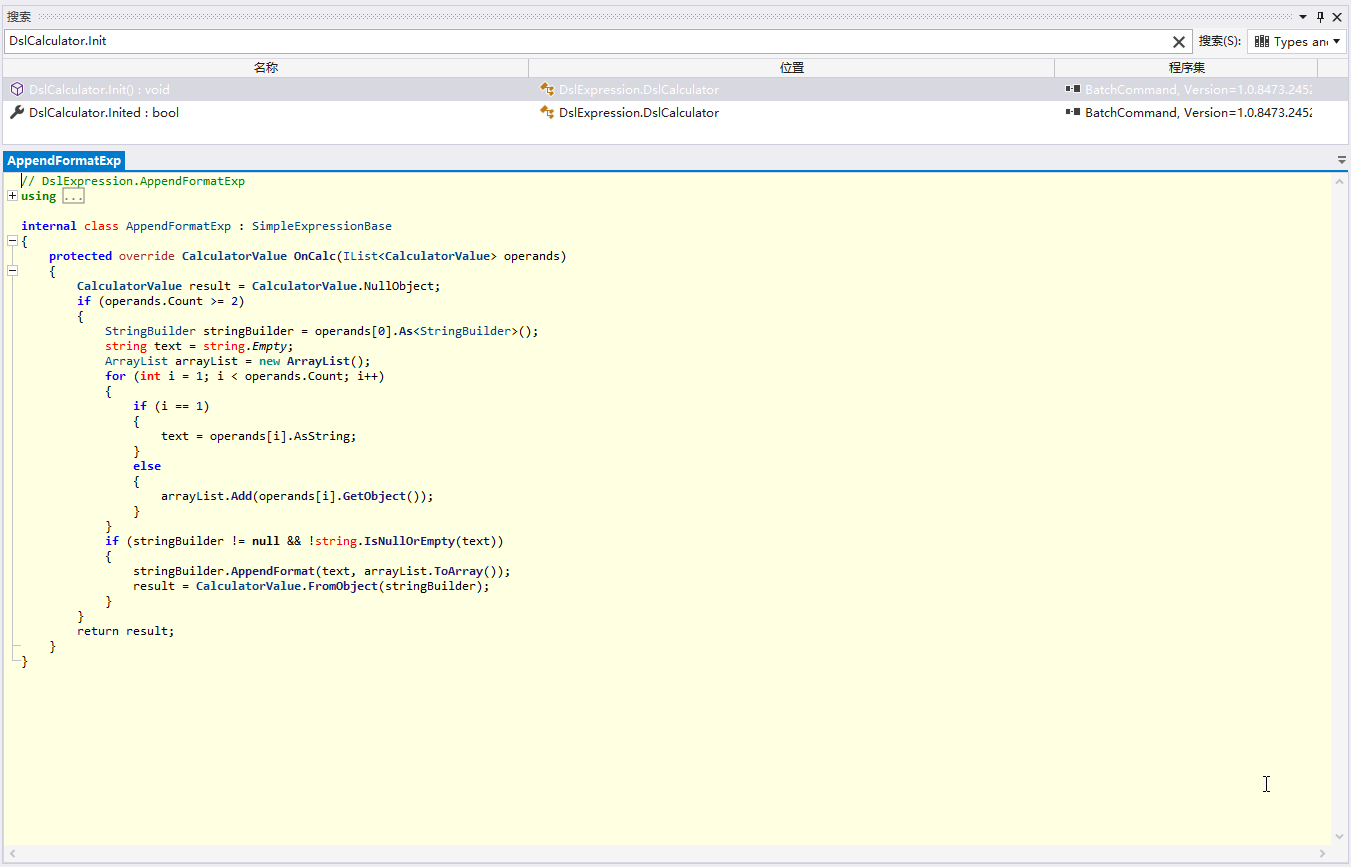 搜索
DslCalculator.Init
搜索(S):
Types an
名称 位置 程序集
DslCalculator.Init() : void DslExpression.DslCalculator BatchCommand, Version=1.0.8473.2452
DslCalculator.Inited : bool DslExpression.DslCalculator BatchCommand, Version=1.0.8473.2452
AppendFormatExp
// DslExpression.AppendFormatExp
using ...
internal class AppendFormatExp : SimpleExpressionBase
{
protected override CalculatorValue OnCalc(IList<CalculatorValue> operands)
{
CalculatorValue result = CalculatorValue.NullObject;
if (operands.Count >= 2)
{
StringBuilder stringBuilder = operands[0].As<StringBuilder>();
string text = string.Empty;
ArrayList arrayList = new ArrayList();
for (int i = 1; i < operands.Count; i++)
{
if (i == 1)
{
text = operands[i].AsString;
}
else
{
arrayList.Add(operands[i].GetObject());
}
}
if (stringBuilder != null && !string.IsNullOrEmpty(text))
{
stringBuilder.AppendFormat(text, arrayList.ToArray());
result = CalculatorValue.FromObject(stringBuilder);
}
}
return result;
}
}